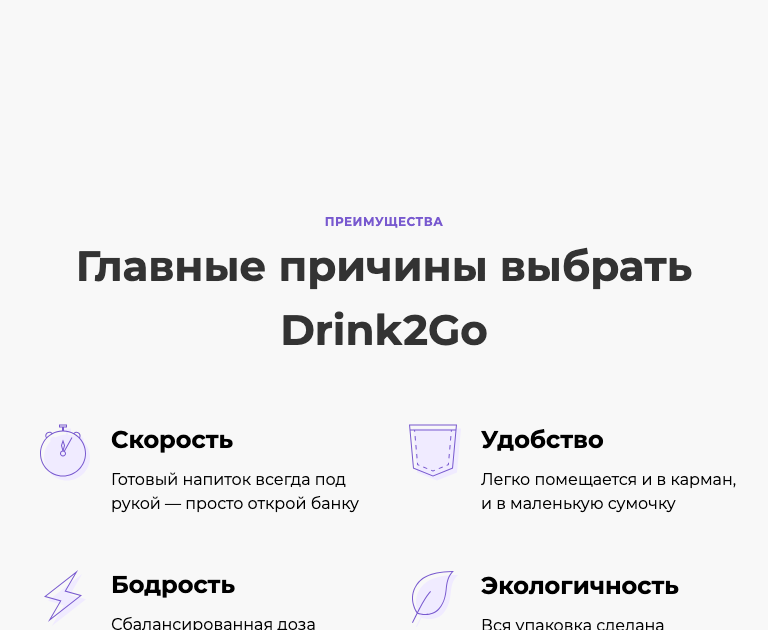 ПРЕИМУЩЕСТВА
Главные причины выбрать
Drink2Go
Скорость
Готовый напиток всегда под
рукой — просто открой банку
Удобство
Легко помещается и в карман,
и в маленькую сумочку
Бодрость
Сбалансированная доза
Экологичность
Вся упаковка сделана